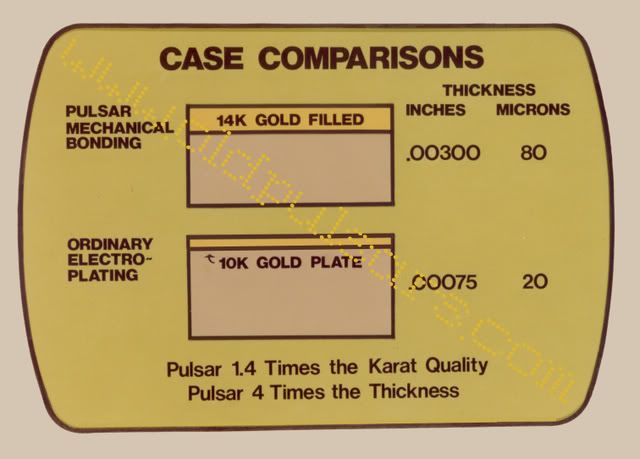 CASE COMPARISONS
THICKNESS
INCHES MICRONS
PULSAR
MECHANICAL
BONDING
14K GOLD FILLED
.00300 80
ORDINARY
ELECTRO-
PLATING
10K GOLD PLATE
.00075 20
Pulsar 1.4 Times the Karat Quality
Pulsar 4 Times the Thickness
www.oldpulsars.com